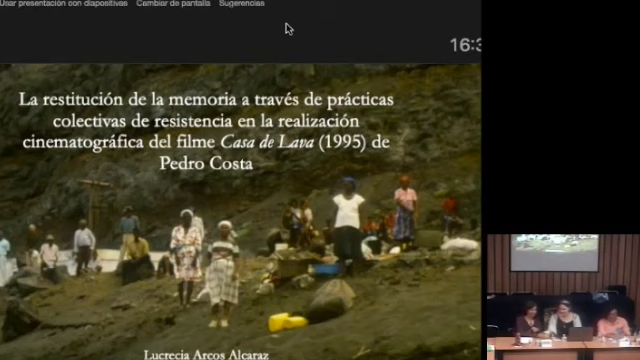 Usar presentación con diapositivas Cambiar de pantalla Sugerencias
16:3
La restitución de la memoria a través de prácticas
colectivas de resistencia en la realización
cinematográfica del filme Casa de Lava (1995) de
Pedro Costa
Lucrecia Arcos Alcaraz